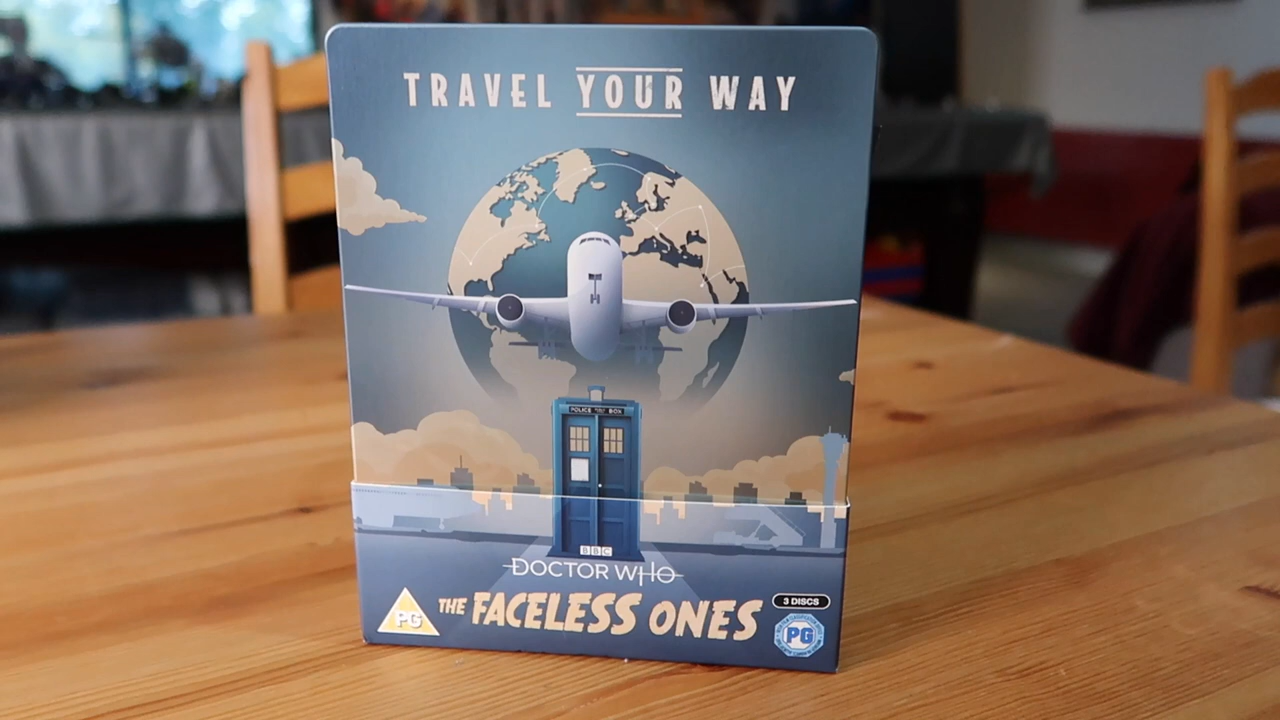 TRAVEL YOUR WAY
POLICE BOX
BBC
DOCTOR WHO
THE FACELESS ONES
3 DISCS
PG
PG